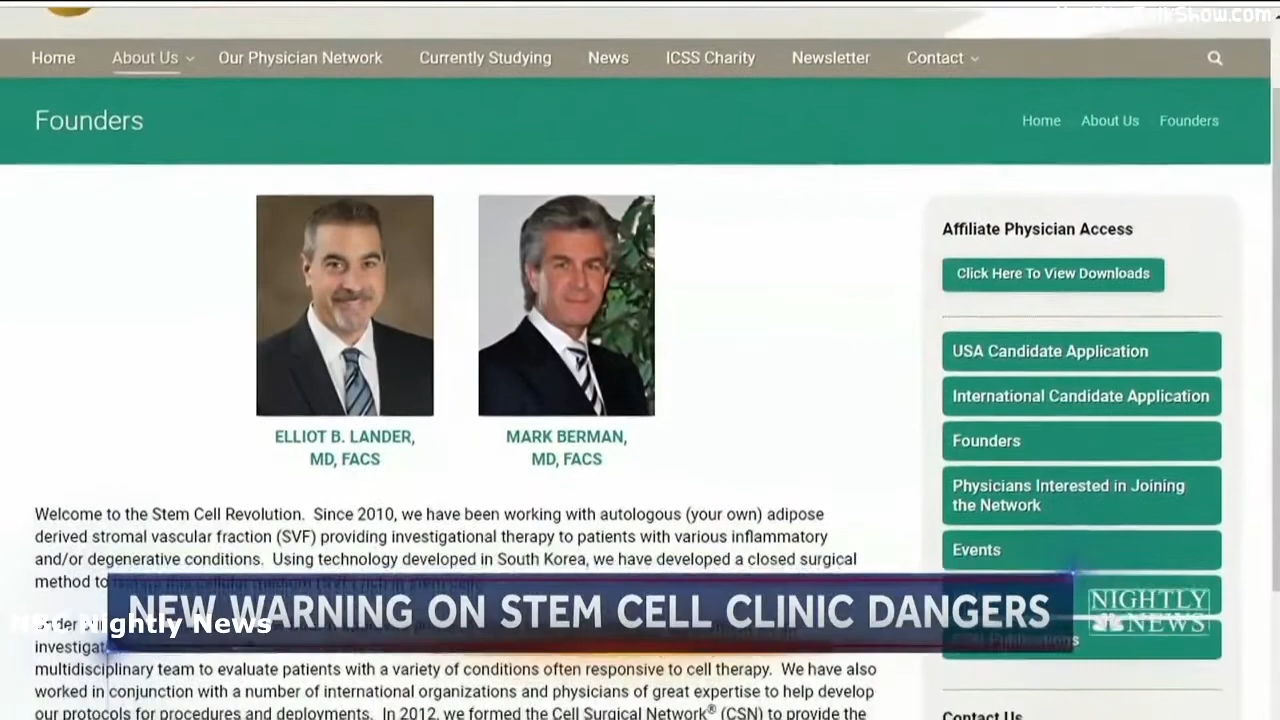 Home About Us Our Physician Network Currently Studying News ICSS Charity Newsletter Contact
Founders
Home About Us Founders
ELLIOT B. LANDER,
MD, FACS
MARK BERMAN,
MD, FACS
Affiliate Physician Access
Click Here To View Downloads
USA Candidate Application
International Candidate Application
Founders
Physicians Interested in Joining
the Network
Events
Welcome to the Stem Cell Revolution. Since 2010, we have been working with autologous (your own) adipose
derived stromal vascular fraction (SVF) providing investigational therapy to patients with various inflammatory
and/or degenerative conditions. Using technology developed in South Korea, we have developed a closed surgical
method to
NEW WARNING ON STEM CELL CLINIC DANGERS
NIGHTLY
NEWS
NBC Nightly News
investigat
multidisciplinary team to evaluate patients with a variety of conditions often responsive to cell therapy. We have also
worked in conjunction with a number of international organizations and physicians of great expertise to help develop
our protocols for procedures and deployments. In 2012, we formed the Cell Surgical Network® (CSN) to provide the
Contact Us